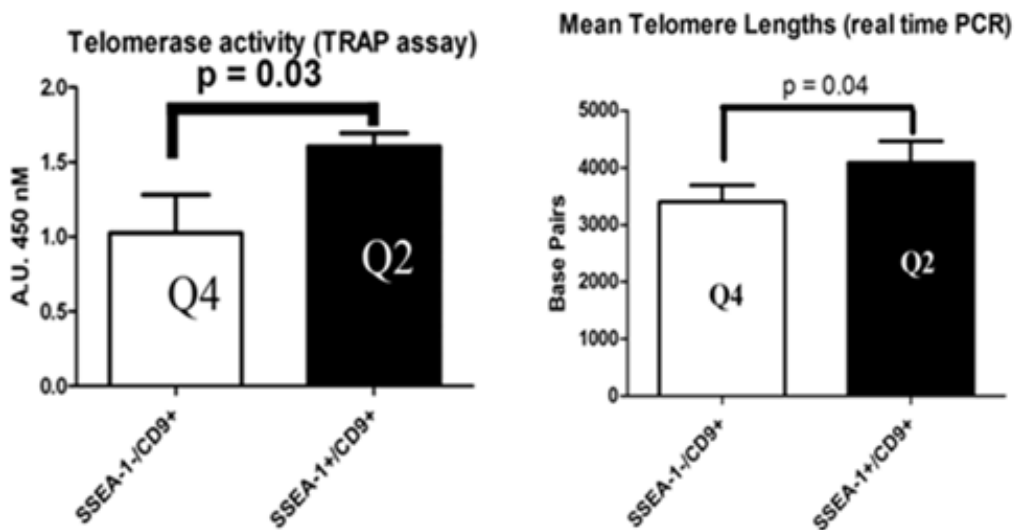 Telomerase activity (TRAP assay)
p = 0.03
2.0
1.5
1.0
0.5
0.0
A.U. 450 nM
Q4
Q2
SSEA-1-/CD9+
SSEA-1+/CD9+
Mean Telomere Lengths (real time PCR)
p = 0.04
5000
4000
3000
2000
1000
0
Base Pairs
Q4
Q2
SSEA-1-/CD9+
SSEA-1+/CD9+